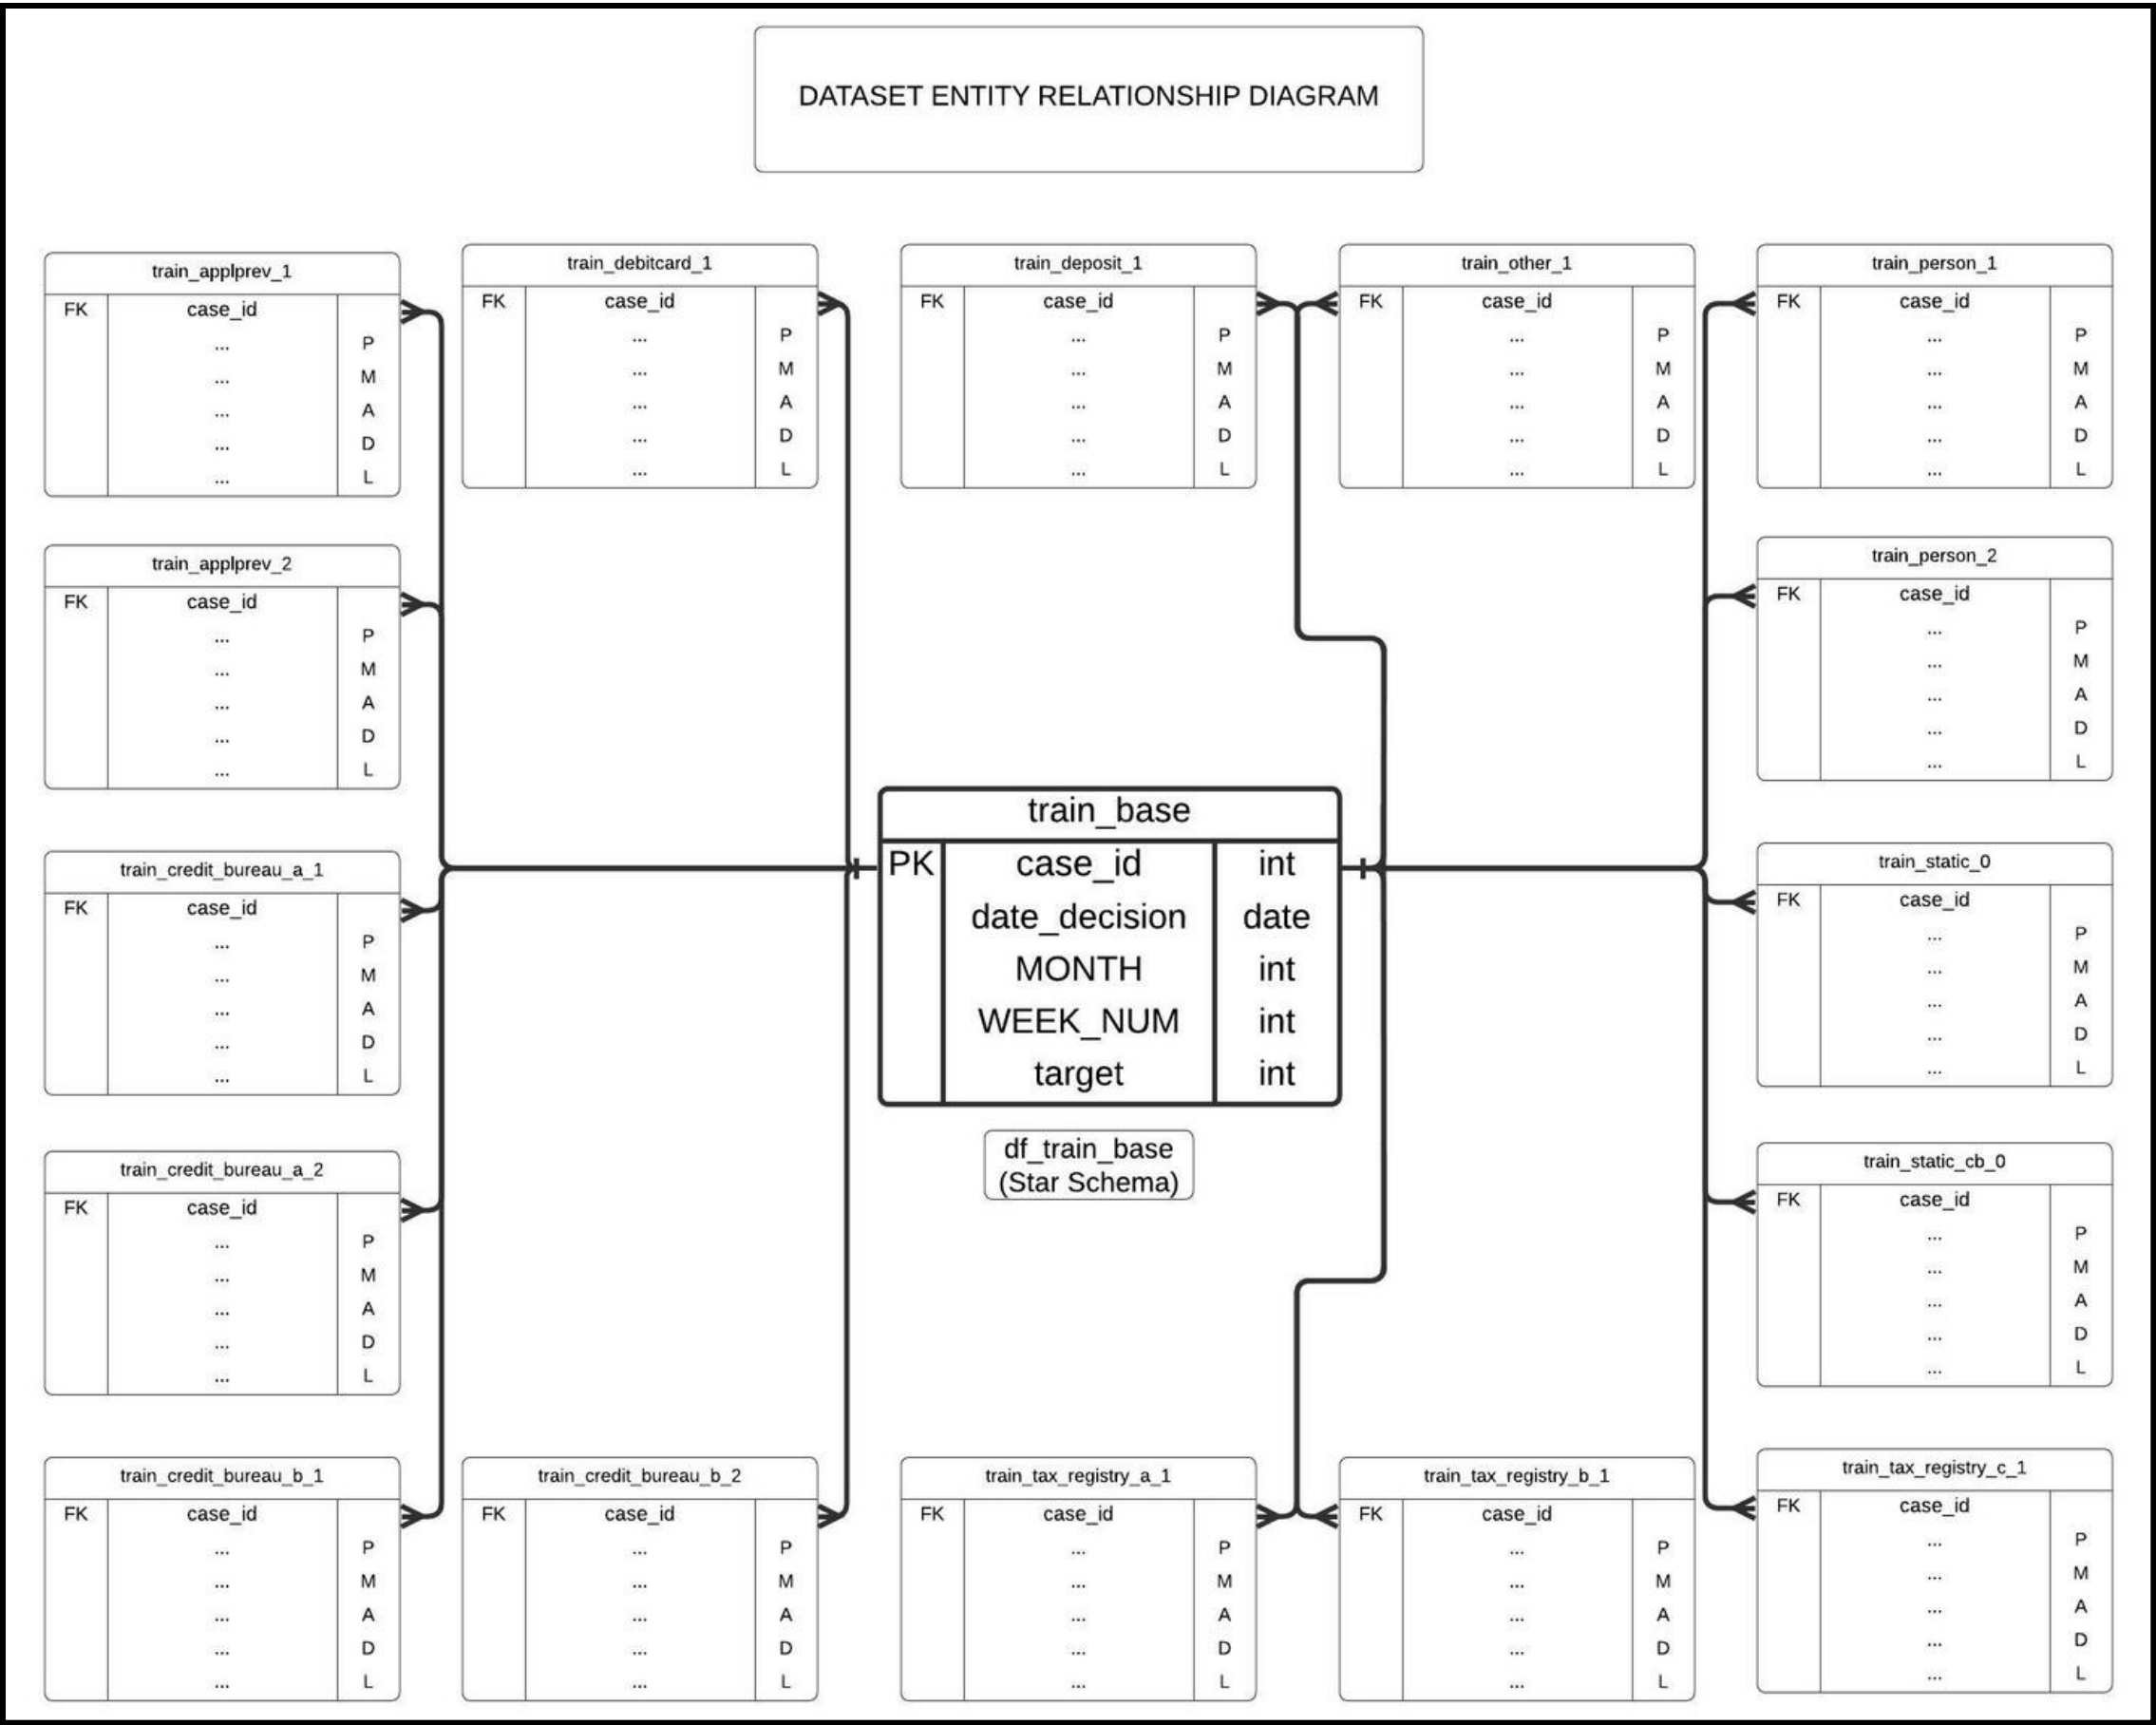 DATASET ENTITY RELATIONSHIP DIAGRAM
train_applprev_1
FK case_id
... P
... M
... A
... D
... L
train_debitcard_1
FK case_id
... P
... M
... A
... D
... L
train_deposit_1
FK case_id
... P
... M
... A
... D
... L
train_other_1
FK case_id
... P
... M
... A
... D
... L
train_person_1
FK case_id
... P
... M
... A
... D
... L
train_applprev_2
FK case_id
... P
... M
... A
... D
... L
train_person_2
FK case_id
... P
... M
... A
... D
... L
train_credit_bureau_a_1
FK case_id
... P
... M
... A
... D
... L
train_base
PK case_id int
date_decision date
MONTH int
WEEK_NUM int
target int
df_train_base
(Star Schema)
train_static_0
FK case_id
... P
... M
... A
... D
... L
train_credit_bureau_a_2
FK case_id
... P
... M
... A
... D
... L
train_static_cb_0
FK case_id
... P
... M
... A
... D
... L
train_credit_bureau_b_1
FK case_id
... P
... M
... A
... D
... L
train_credit_bureau_b_2
FK case_id
... P
... M
... A
... D
... L
train_tax_registry_a_1
FK case_id
... P
... M
... A
... D
... L
train_tax_registry_b_1
FK case_id
... P
... M
... A
... D
... L
train_tax_registry_c_1
FK case_id
... P
... M
... A
... D
... L